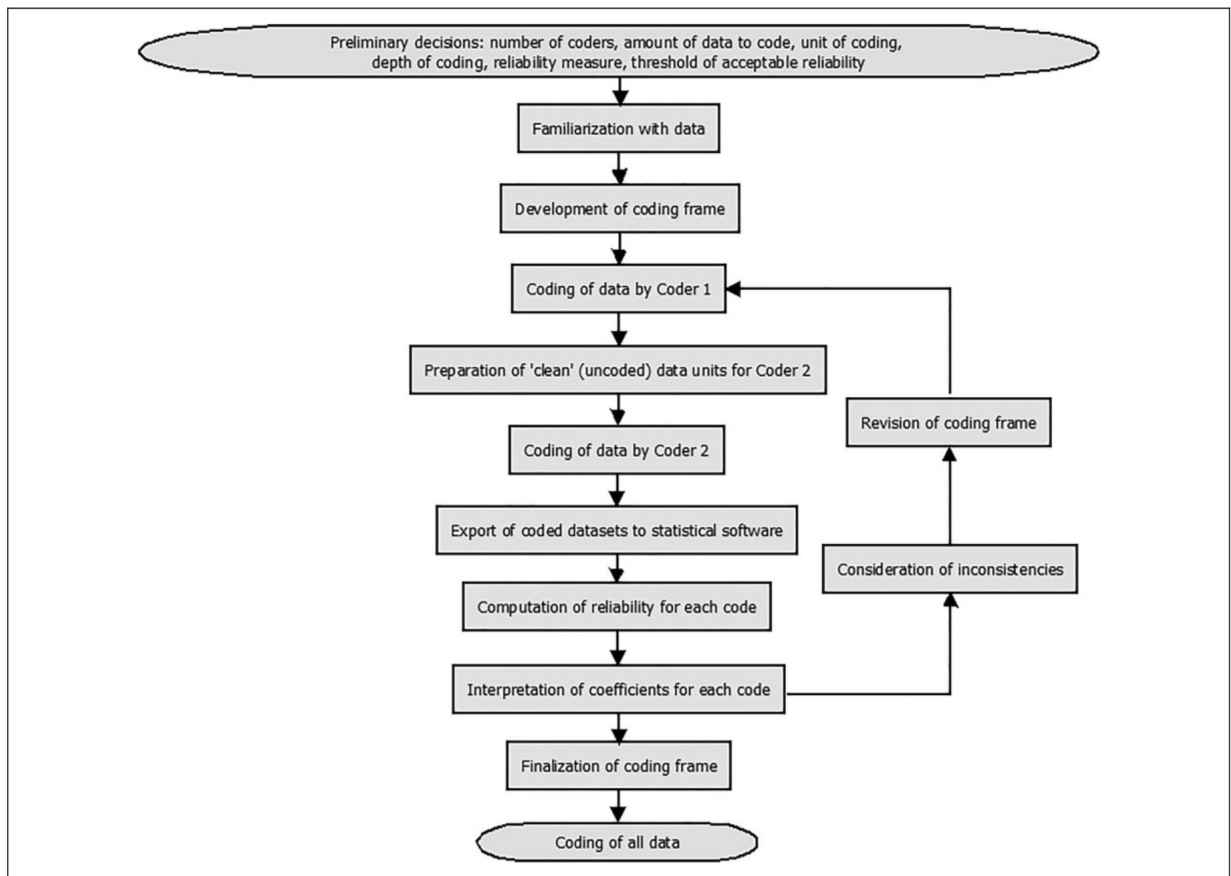 Preliminary decisions: number of coders, amount of data to code, unit of coding,
depth of coding, reliability measure, threshold of acceptable reliability
Familiarization with data
Development of coding frame
Coding of data by Coder 1
Preparation of 'clean' (uncoded) data units for Coder 2
Coding of data by Coder 2
Export of coded datasets to statistical software
Computation of reliability for each code
Interpretation of coefficients for each code
Finalization of coding frame
Coding of all data
Consideration of inconsistencies
Revision of coding frame